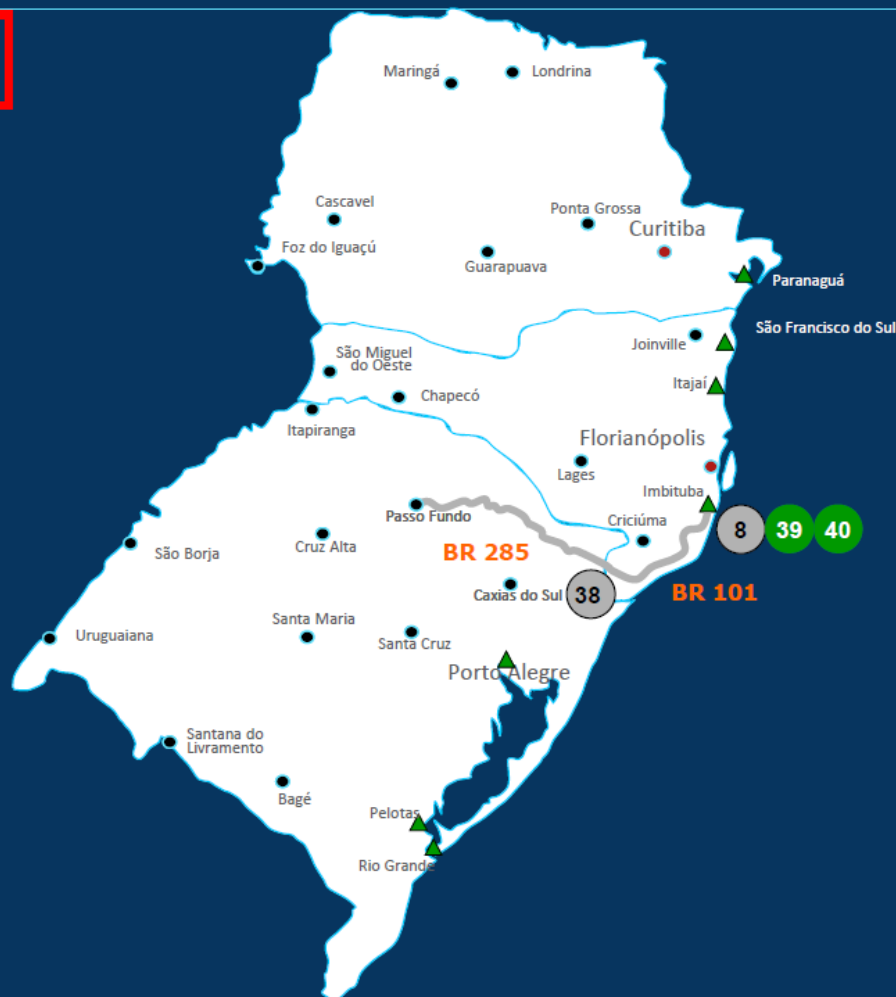 Maringá
Londrina
Cascavel
Ponta Grossa
Curitiba
Foz do Iguaçú
Guarapuava
Paranaguá
São Francisco do Sul
Joinville
São Miguel
do Oeste
Itajaí
Chapecó
Itapiranga
Florianópolis
Lages
Imbituba
Passo Fundo
Criciúma
8
39
40
São Borja
Cruz Alta
BR 285
Caxias do Sul
38
BR 101
Santa Maria
Uruguaiana
Santa Cruz
Porto Alegre
Santana do
Livramento
Bagé
Pelotas
Rio Grande